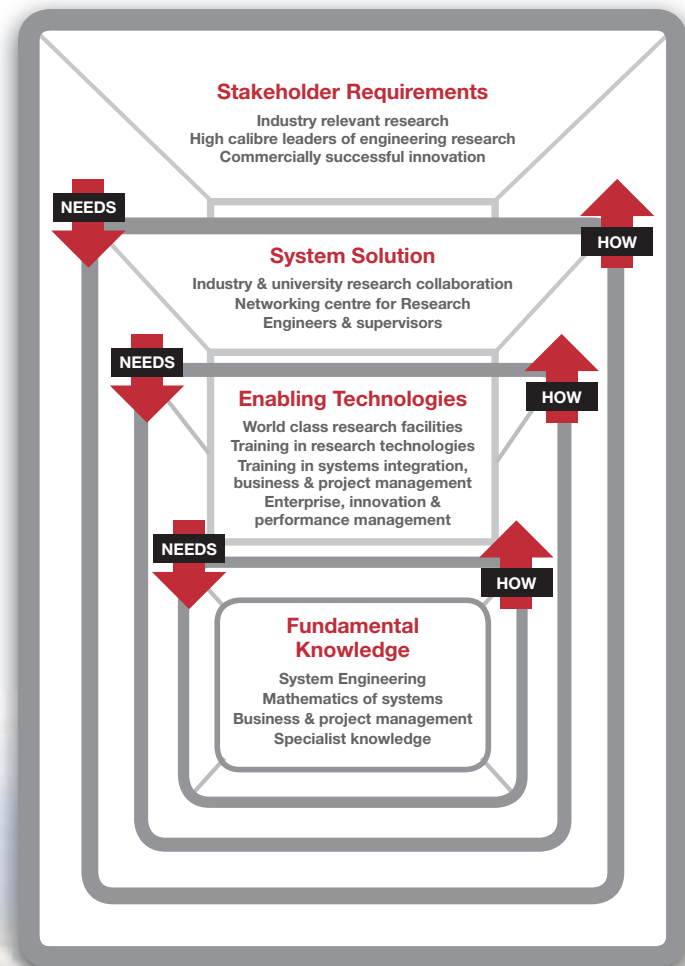 Stakeholder Requirements
Industry relevant research
High calibre leaders of engineering research
Commercially successful innovation
NEEDS
HOW
System Solution
Industry & university research collaboration
Networking centre for Research
Engineers & supervisors
NEEDS
HOW
Enabling Technologies
World class research facilities
Training in research technologies
Training in systems integration,
business & project management
Enterprise, innovation &
performance management
NEEDS
HOW
Fundamental
Knowledge
System Engineering
Mathematics of systems
Business & project management
Specialist knowledge